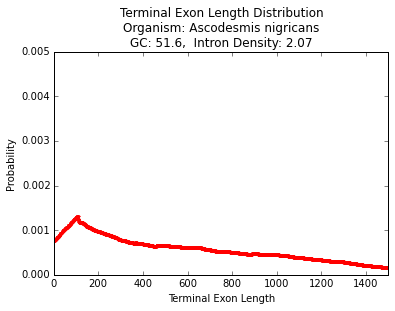 Terminal Exon Length Distribution
Organism: Ascodesmis nigricans
GC: 51.6,  Intron Density: 2.07
0.005
0.004
0.003
0.002
0.001
0.000
Probability
0 200 400 600 800 1000 1200 1400
Terminal Exon Length